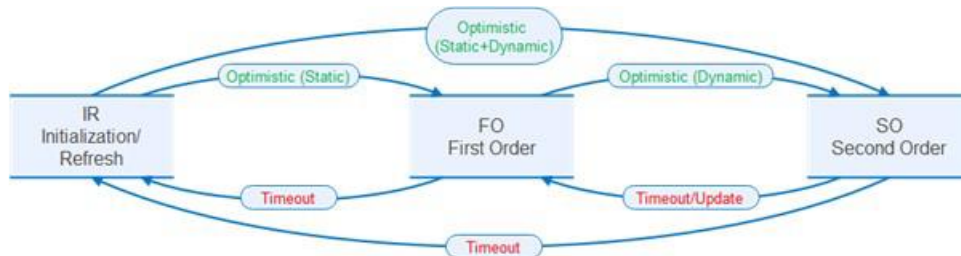 Optimistic
(Static+Dynamic)
Optimistic (Static)
Optimistic (Dynamic)
IR
Initialization/
Refresh
FO
First Order
SO
Second Order
Timeout
Timeout/Update
Timeout